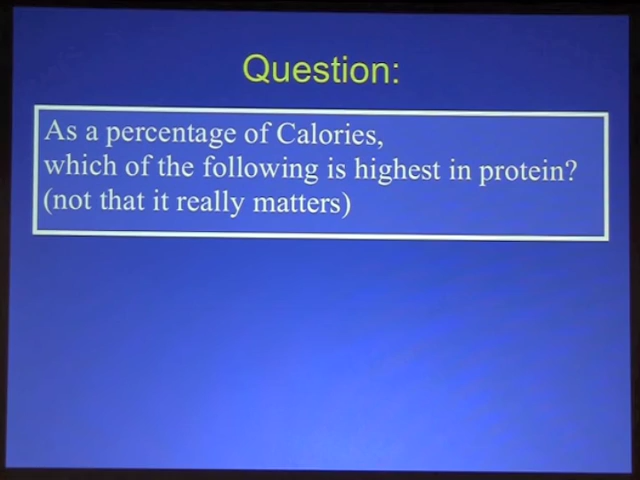 Question:
As a percentage of Calories,
which of the following is highest in protein?
(not that it really matters)